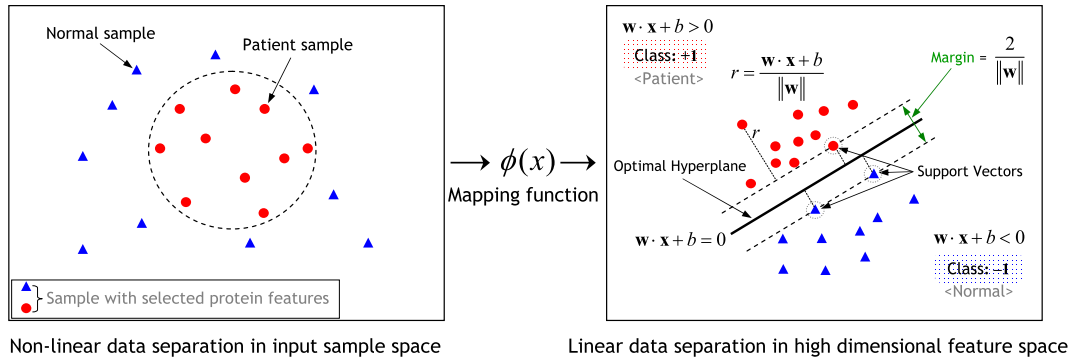 Normal sample
Patient sample
Sample with selected protein features
Non-linear data separation in input sample space
ϕ(x)
Mapping function
w · x + b > 0
Class: +1
<Patient>
r = (w · x + b) / ‖w‖
Margin = 2 / ‖w‖
r
Optimal Hyperplane
Support Vectors
w · x + b = 0
w · x + b < 0
Class: −1
<Normal>
Linear data separation in high dimensional feature space